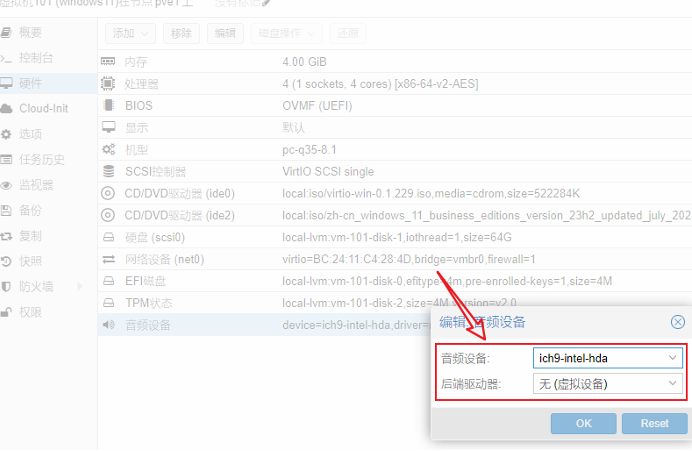 虚拟机101 (windows11)在节点 pve1 上 没有标记
概要
控制台
硬件
Cloud-Init
选项
任务历史
监视器
备份
复制
快照
防火墙
权限
添加 移除 编辑 磁盘操作 还原
内存 4.00 GiB
处理器 4 (1 sockets, 4 cores) [x86-64-v2-AES]
BIOS OVMF (UEFI)
显示 默认
机型 pc-q35-8.1
SCSI控制器 VirtIO SCSI single
CD/DVD驱动器 (ide0) local:iso/virtio-win-0.1.229.iso,media=cdrom,size=522284K
CD/DVD驱动器 (ide2) local:iso/zh-cn_windows_11_business_editions_version_23h2_updated_july_202
硬盘 (scsi0) local-lvm:vm-101-disk-1,iothread=1,size=64G
网络设备 (net0) virtio=BC:24:11:C4:28:4D,bridge=vmbr0,firewall=1
EFI磁盘 local-lvm:vm-101-disk-0,efitype=4m,pre-enrolled-keys=1,size=4M
TPM状态 local-lvm:vm-101-disk-2,size=4M,version=v2.0
音频设备 device=ich9-intel-hda,driver=
编辑: 音频设备
音频设备: ich9-intel-hda
后端驱动器: 无 (虚拟设备)
OK Reset